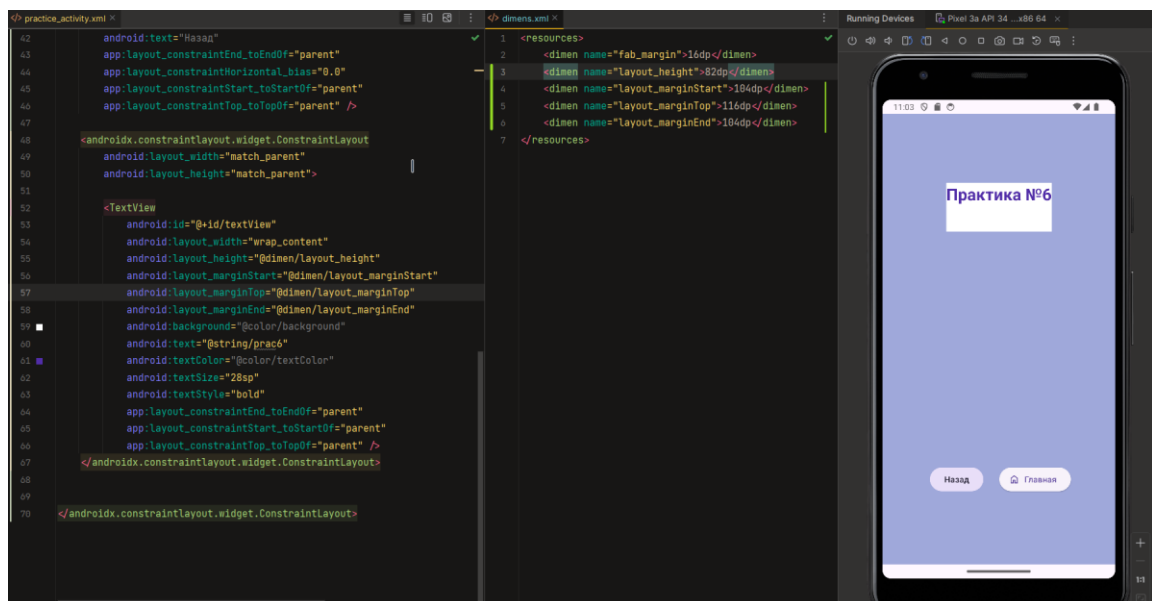 practice_activity.xml
42 android:text="Назад"
43 app:layout_constraintEnd_toEndOf="parent"
44 app:layout_constraintHorizontal_bias="0.0"
45 app:layout_constraintStart_toStartOf="parent"
46 app:layout_constraintTop_toTopOf="parent" />
47
48 <androidx.constraintlayout.widget.ConstraintLayout
49 android:layout_width="match_parent"
50 android:layout_height="match_parent">
51
52 <TextView
53 android:id="@+id/textView"
54 android:layout_width="wrap_content"
55 android:layout_height="@dimen/layout_height"
56 android:layout_marginStart="@dimen/layout_marginStart"
57 android:layout_marginTop="@dimen/layout_marginTop"
58 android:layout_marginEnd="@dimen/layout_marginEnd"
59 android:background="@color/background"
60 android:text="@string/prac6"
61 android:textColor="@color/textColor"
62 android:textSize="28sp"
63 android:textStyle="bold"
64 app:layout_constraintEnd_toEndOf="parent"
65 app:layout_constraintStart_toStartOf="parent"
66 app:layout_constraintTop_toTopOf="parent" />
67 </androidx.constraintlayout.widget.ConstraintLayout>
68
69
70 </androidx.constraintlayout.widget.ConstraintLayout>
dimens.xml
1 <resources>
2 <dimen name="fab_margin">16dp</dimen>
3 <dimen name="layout_height">82dp</dimen>
4 <dimen name="layout_marginStart">104dp</dimen>
5 <dimen name="layout_marginTop">116dp</dimen>
6 <dimen name="layout_marginEnd">104dp</dimen>
7 </resources>
Running Devices Pixel 3a API 34 ...x86 64
11:03
Практика №6
Назад Главная
1:1